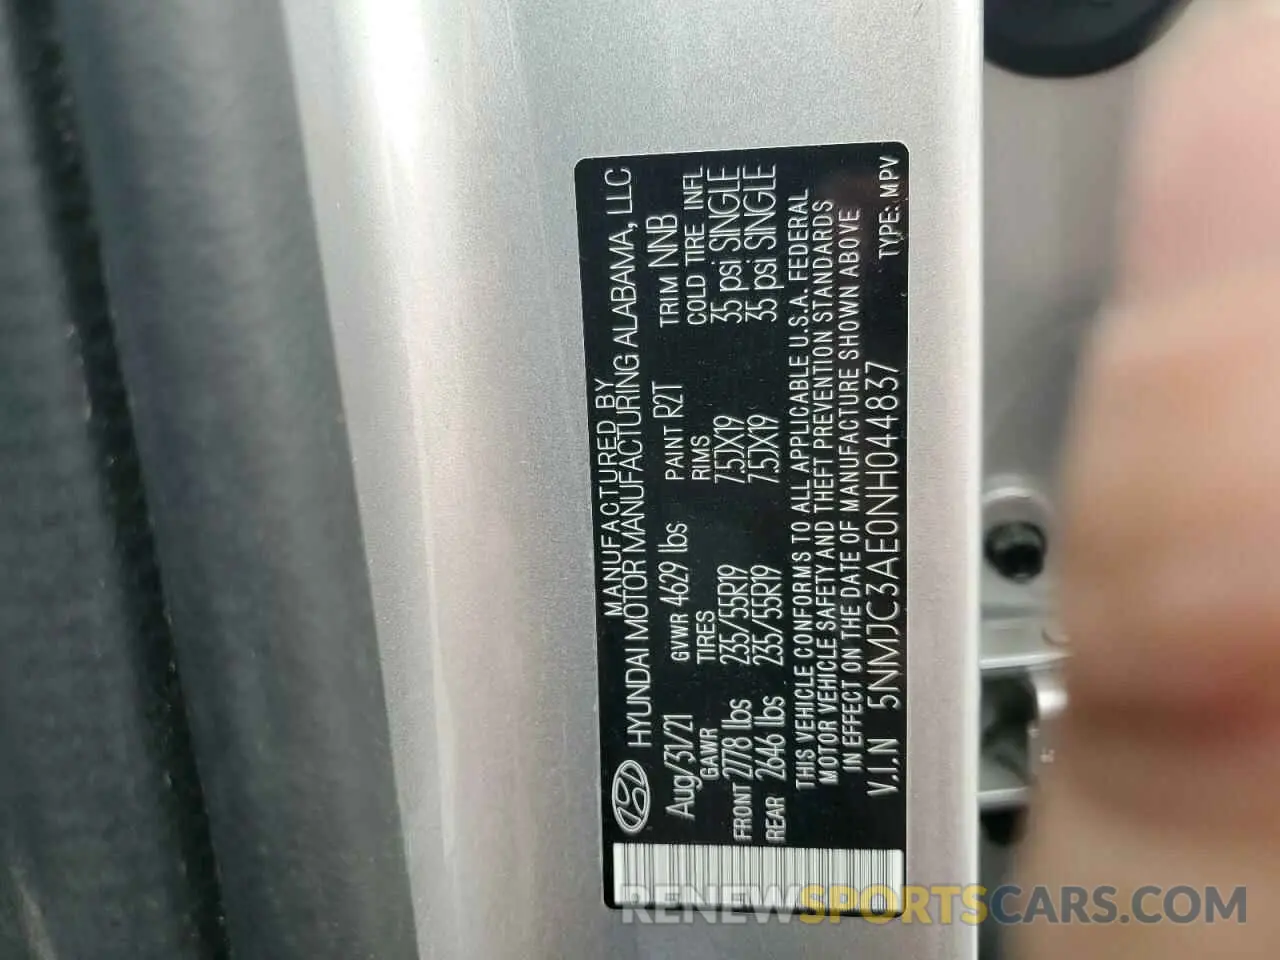 MANUFACTURED BY
HYUNDAI MOTOR MANUFACTURING ALABAMA, LLC
Aug/31/21 GVWR 4629 lbs PAINT R2T TRIM NNB
GAWR TIRES RIMS COLD TIRE INFL
FRONT 2778 lbs 235/55R19 7.5JX19 35 psi SINGLE
REAR 2646 lbs 235/55R19 7.5JX19 35 psi SINGLE
THIS VEHICLE CONFORMS TO ALL APPLICABLE U.S.A. FEDERAL
MOTOR VEHICLE SAFETY AND THEFT PREVENTION STANDARDS
IN EFFECT ON THE DATE OF MANUFACTURE SHOWN ABOVE
V.I.N 5NMJC3AE0NH044837 TYPE: MPV
RENEWSPORTSCARS.COM